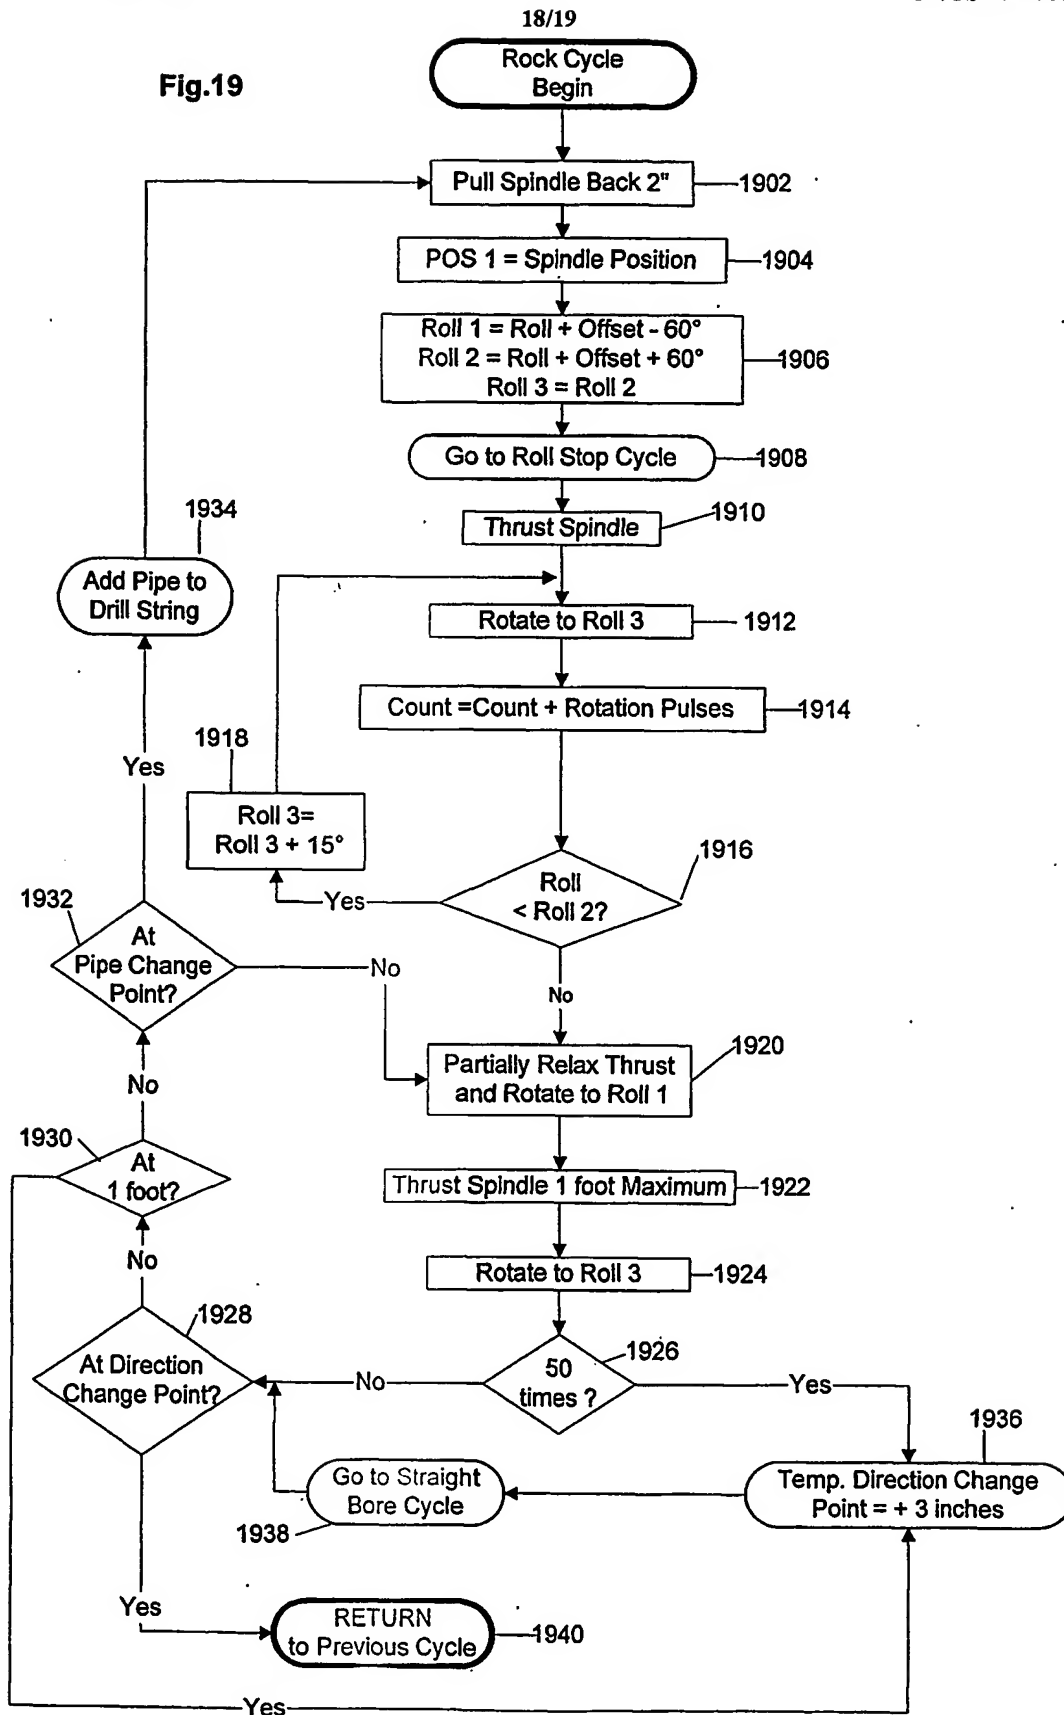 18/19
Fig.19
Rock Cycle
Begin
Pull Spindle Back 2"
1902
POS 1 = Spindle Position
1904
Roll 1 = Roll + Offset - 60°
Roll 2 = Roll + Offset + 60°
Roll 3 = Roll 2
1906
Go to Roll Stop Cycle
1908
1910
Thrust Spindle
1934
Add Pipe to
Drill String
Rotate to Roll 3
1912
Count =Count + Rotation Pulses
1914
1918
Yes
Roll 3=
Roll 3 + 15°
1916
Roll
< Roll 2?
Yes
1932
At
Pipe Change
Point?
No
No
1920
Partially Relax Thrust
and Rotate to Roll 1
No
1930
At
1 foot?
Thrust Spindle 1 foot Maximum
1922
No
Rotate to Roll 3
1924
1928
At Direction
Change Point?
No
50
times ?
1926
Yes
1936
Temp. Direction Change
Point = + 3 inches
Go to Straight
Bore Cycle
1938
Yes
RETURN
to Previous Cycle
1940
Yes